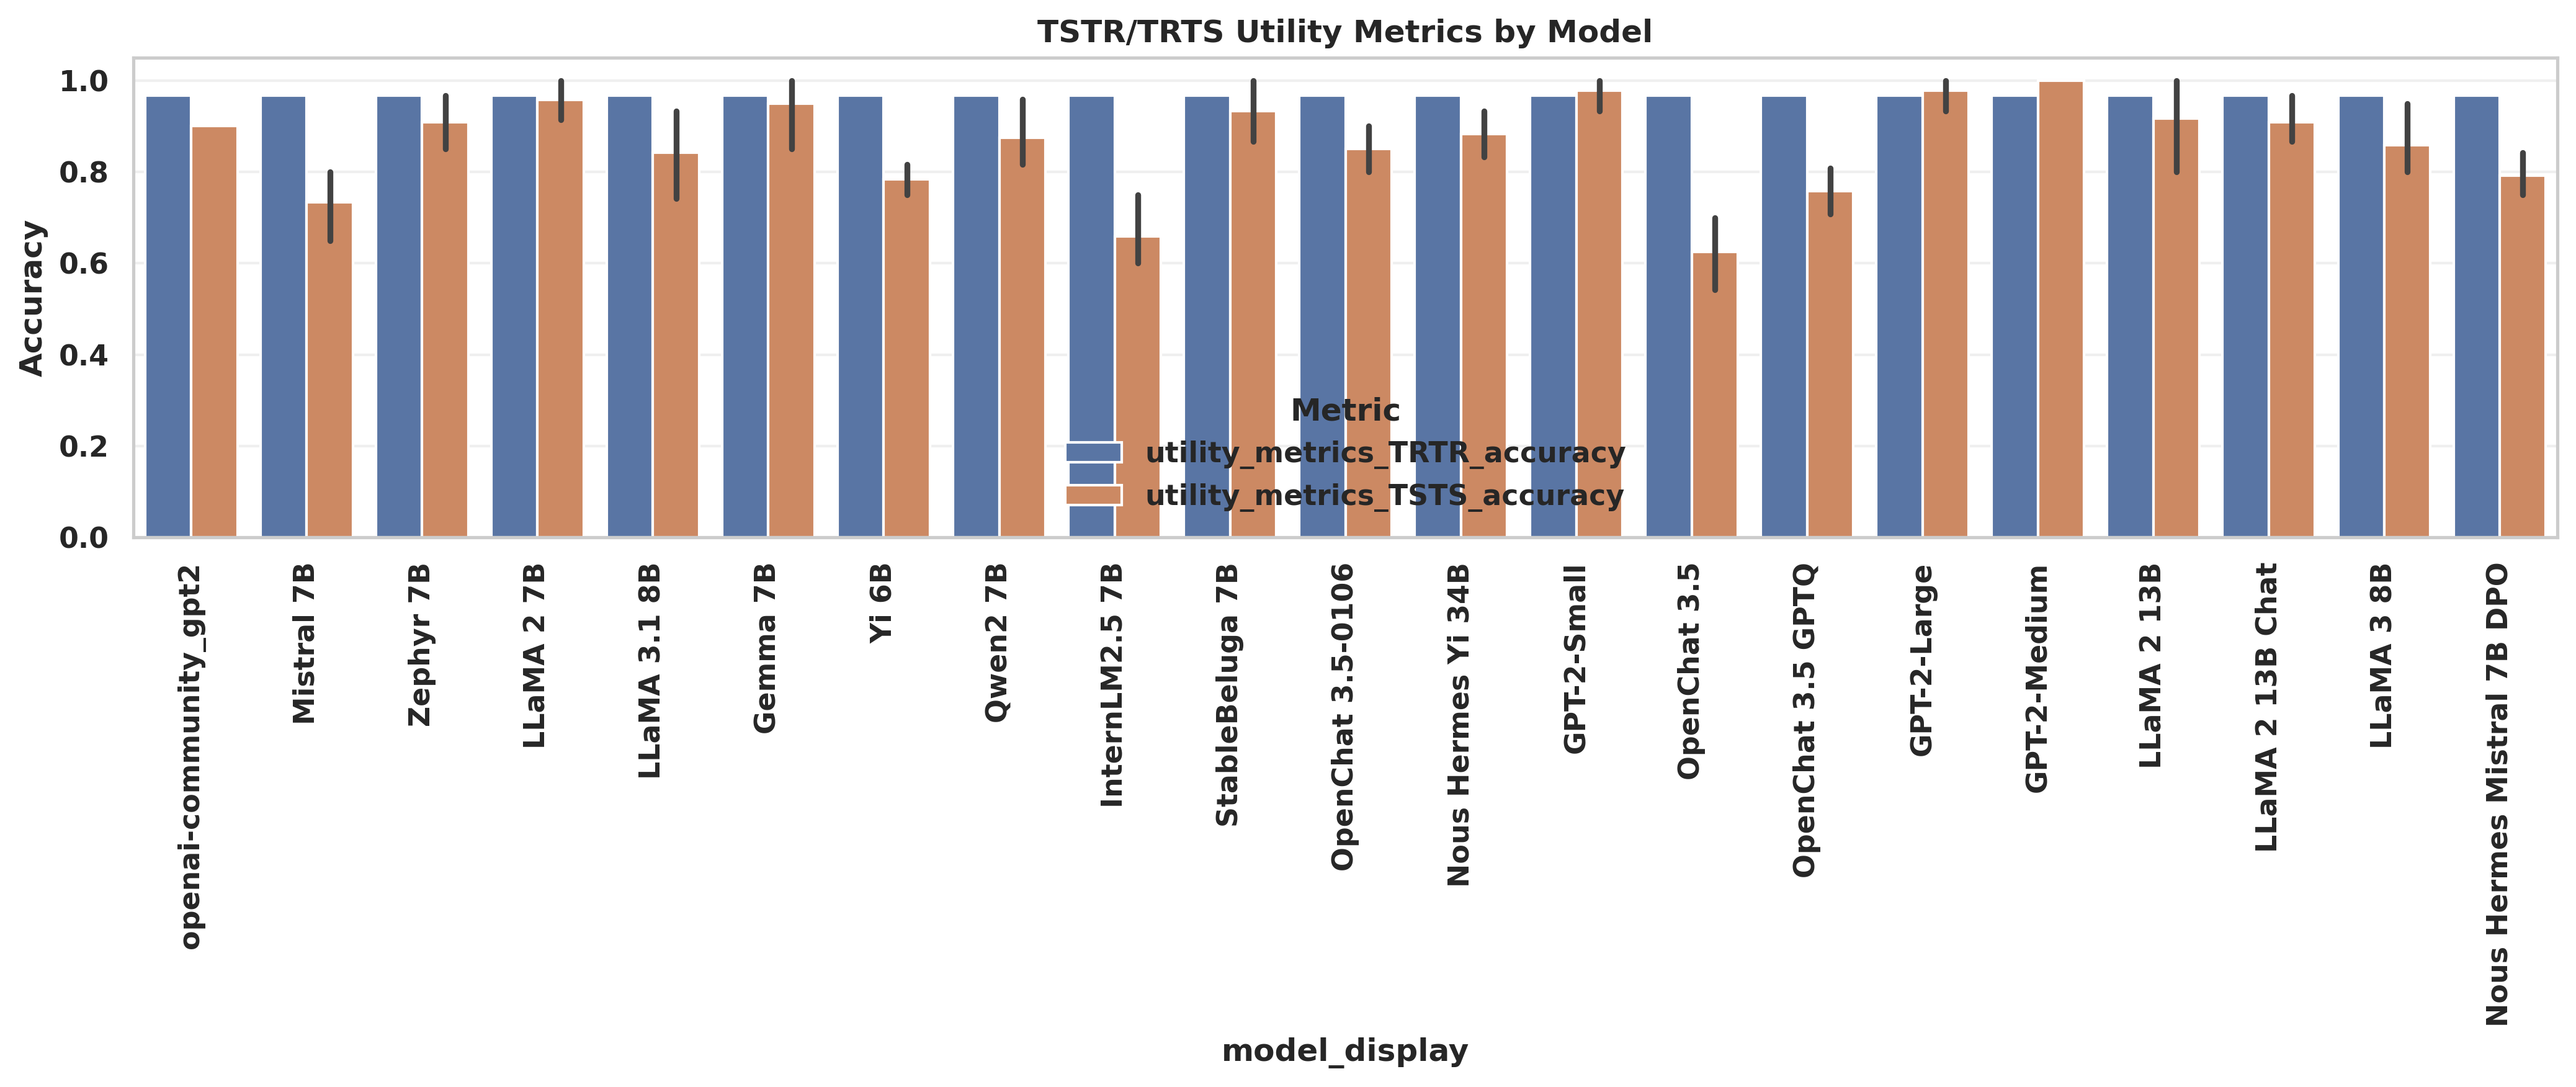 TSTR/TRTS Utility Metrics by Model
Accuracy
1.0
0.8
0.6
0.4
0.2
0.0
Metric
utility_metrics_TRTR_accuracy
utility_metrics_TSTS_accuracy
openai-community_gpt2
Mistral 7B
Zephyr 7B
LLaMA 2 7B
LLaMA 3.1 8B
Gemma 7B
Yi 6B
Qwen2 7B
InternLM2.5 7B
StableBeluga 7B
OpenChat 3.5-0106
Nous Hermes Yi 34B
GPT-2-Small
OpenChat 3.5
OpenChat 3.5 GPTQ
GPT-2-Large
GPT-2-Medium
LLaMA 2 13B
LLaMA 2 13B Chat
LLaMA 3 8B
Nous Hermes Mistral 7B DPO
model_display